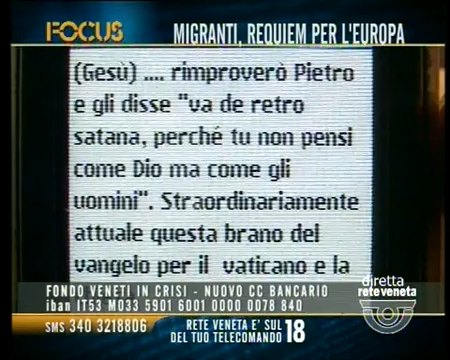 FOCUS
MIGRANTI, REQUIEM PER L'EUROPA
(Gesù) .... rimproverò Pietro
e gli disse "va de retro
satana, perché tu non pensi
come Dio ma come gli
uomini". Straordinariamente
attuale questa brano del
vangelo per il vaticano e la
diretta
reteveneta
FONDO VENETI IN CRISI - NUOVO CC BANCARIO
iban IT53 M033 5901 6001 0000 0078 840
SMS 340 3218806
RETE VENETA E' SUL
DEL TUO TELECOMANDO 18